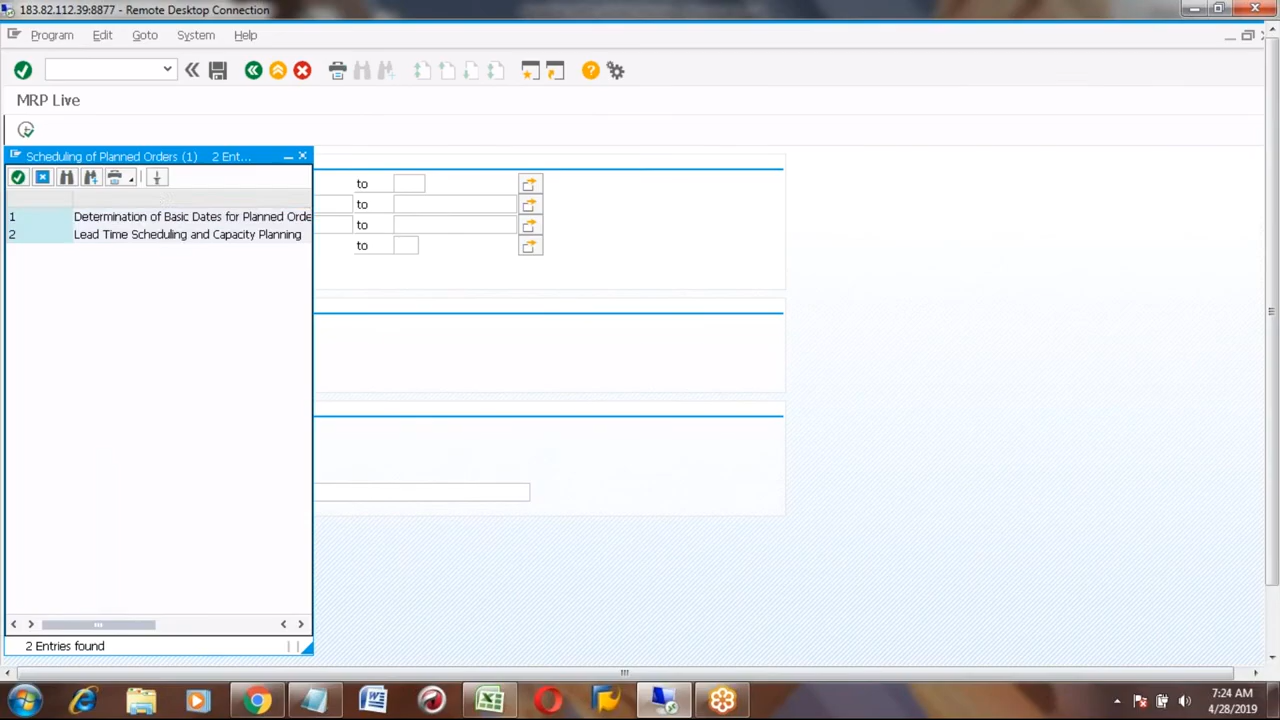 183.82.112.39:8877 - Remote Desktop Connection
Program Edit Goto System Help
MRP Live
Scheduling of Planned Orders (1) 2 Ent...
1 Determination of Basic Dates for Planned Orde
2 Lead Time Scheduling and Capacity Planning
to
to
to
to
2 Entries found
7:24 AM
4/28/2019